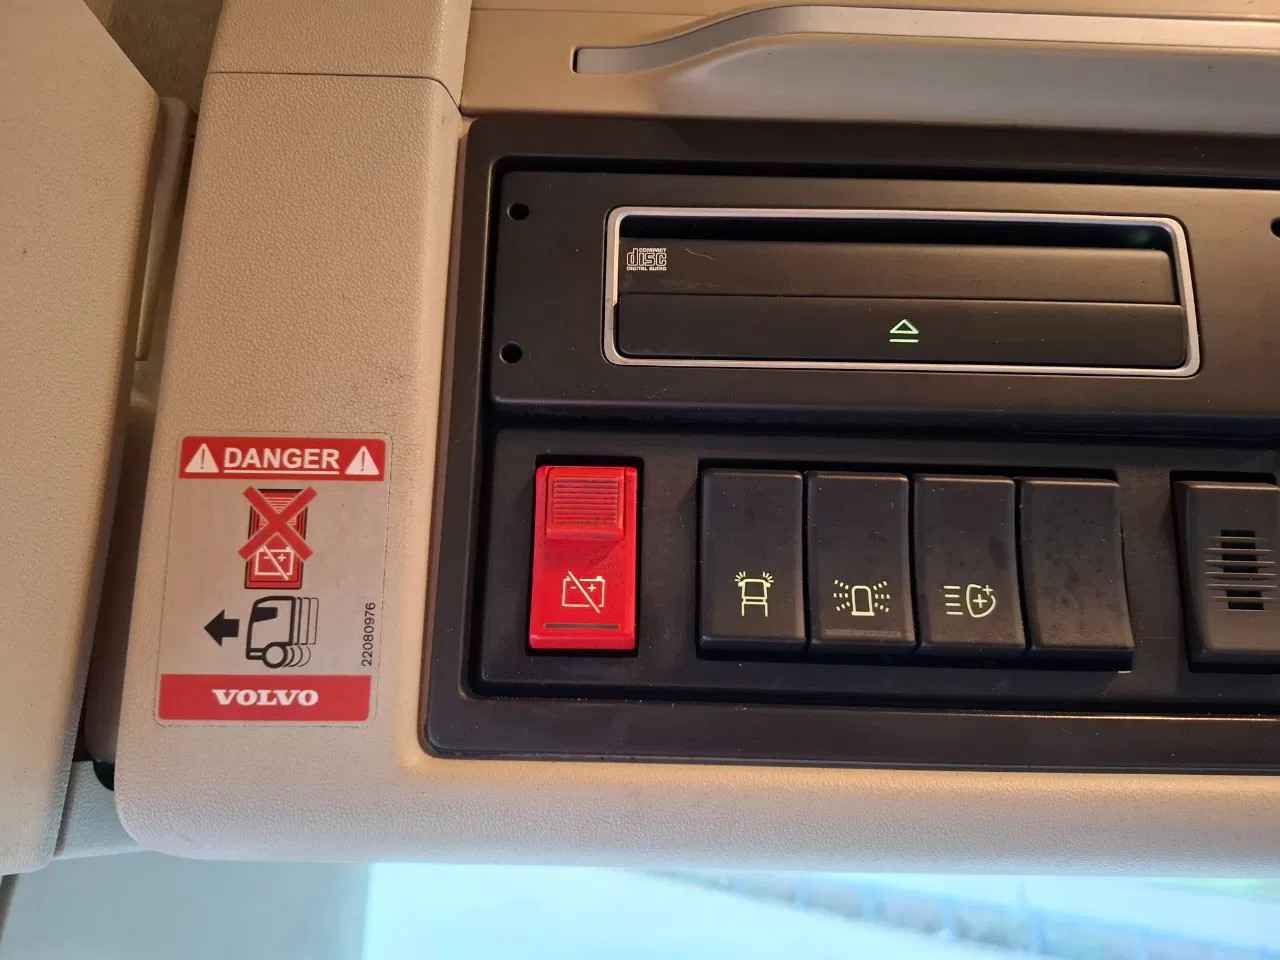 COMPACT
disc
DIGITAL AUDIO
DANGER
22080976
VOLVO